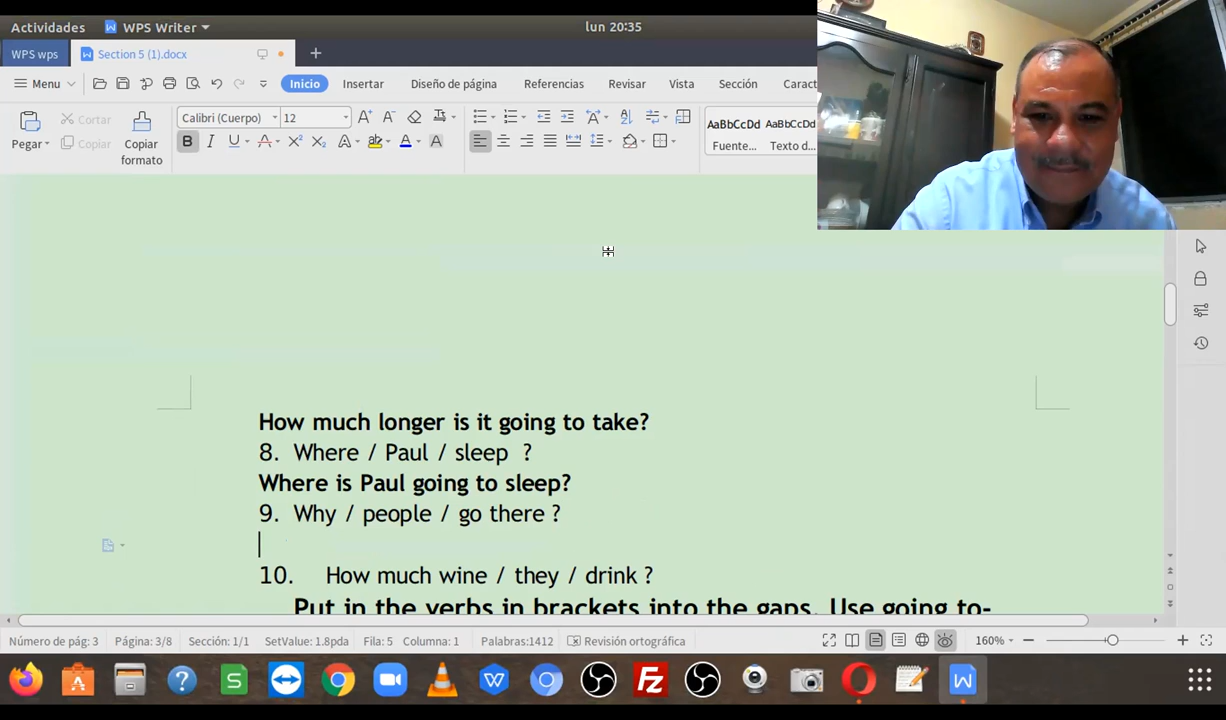 Actividades WPS Writer lun 20:35
WPS wps Section 5 (1).docx
Menu Inicio Insertar Diseño de página Referencias Revisar Vista Sección Caract
Pegar Cortar Copiar Copiar formato Calibri (Cuerpo) 12 AaBbCcDd AaBbCcDd Fuente... Texto d...
How much longer is it going to take?
8. Where / Paul / sleep ?
Where is Paul going to sleep?
9. Why / people / go there ?
10. How much wine / they / drink ?
Put in the verbs in brackets into the gaps. Use going to-
Número de pág: 3 Página: 3/8 Sección: 1/1 SetValue: 1.8pda Fila: 5 Columna: 1 Palabras:1412 Revisión ortográfica 160%